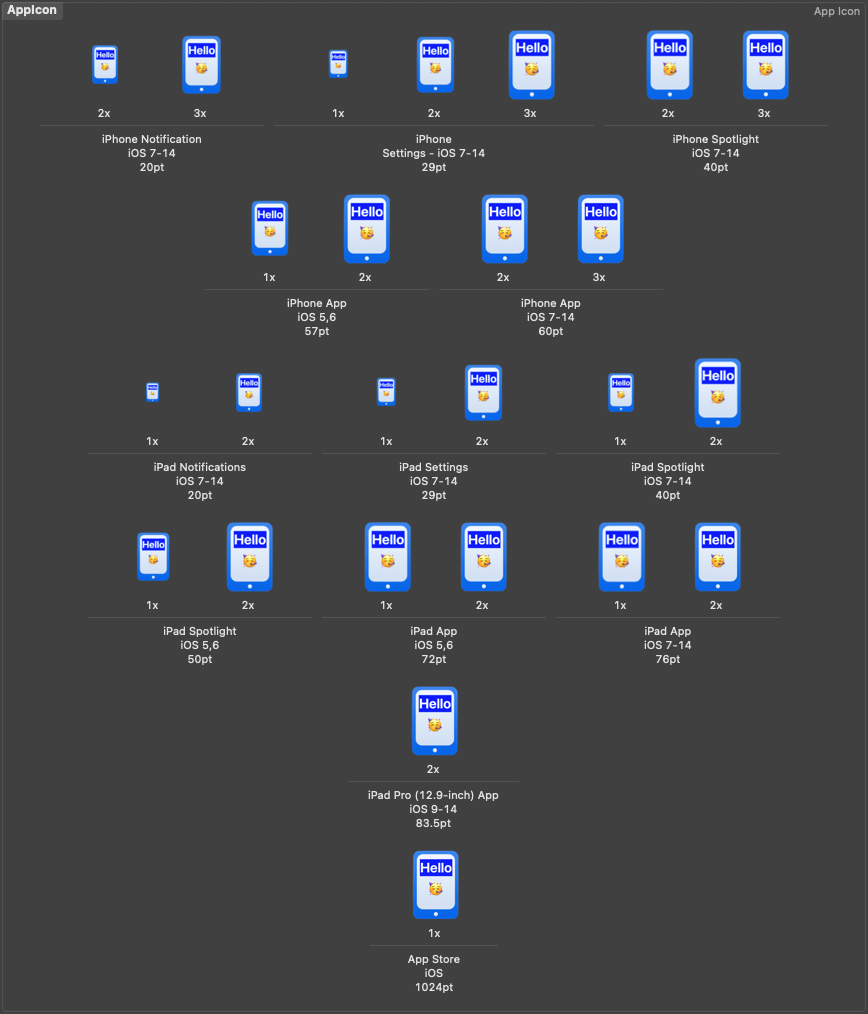 AppIcon
App Icon
Hello Hello Hello Hello Hello Hello Hello
2x 3x 1x 2x 3x 2x 3x
iPhone Notification
iOS 7-14
20pt
iPhone
Settings - iOS 7-14
29pt
iPhone Spotlight
iOS 7-14
40pt
Hello Hello Hello Hello
1x 2x 2x 3x
iPhone App
iOS 5,6
57pt
iPhone App
iOS 7-14
60pt
Hello Hello Hello Hello Hello Hello
1x 2x 1x 2x 1x 2x
iPad Notifications
iOS 7-14
20pt
iPad Settings
iOS 7-14
29pt
iPad Spotlight
iOS 7-14
40pt
Hello Hello Hello Hello Hello Hello
1x 2x 1x 2x 1x 2x
iPad Spotlight
iOS 5,6
50pt
iPad App
iOS 5,6
72pt
iPad App
iOS 7-14
76pt
Hello
2x
iPad Pro (12.9-inch) App
iOS 9-14
83.5pt
Hello
1x
App Store
iOS
1024pt